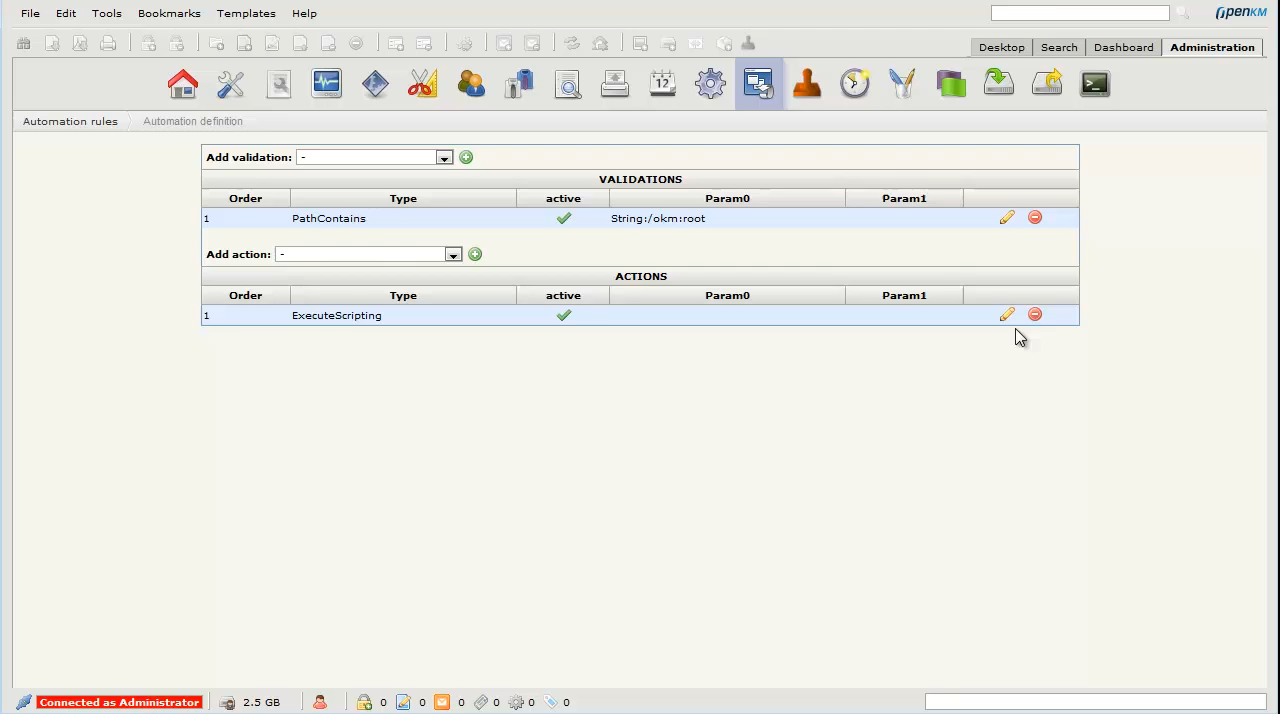 File Edit Tools Bookmarks Templates Help
OPENKM
Desktop Search Dashboard Administration
12
>_
Automation rules Automation definition
Add validation: -
VALIDATIONS
Order Type active Param0 Param1
1 PathContains String:/okm:root
Add action: -
ACTIONS
Order Type active Param0 Param1
1 ExecuteScripting
Connected as Administrator 2.5 GB 0 0 0 0 0 0